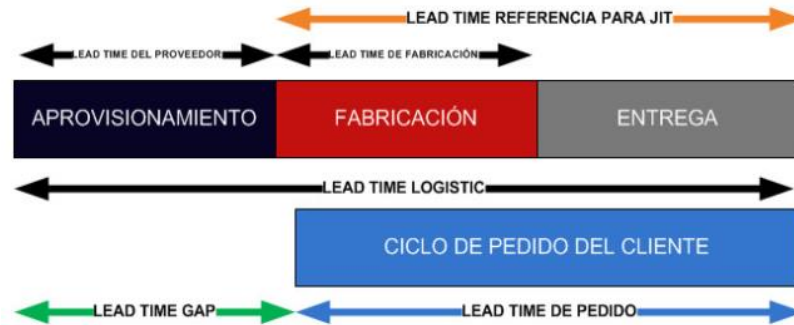 LEAD TIME REFERENCIA PARA JIT
LEAD TIME DEL PROVEEDOR LEAD TIME DE FABRICACIÓN
APROVISIONAMIENTO FABRICACIÓN ENTREGA
LEAD TIME LOGISTIC
CICLO DE PEDIDO DEL CLIENTE
LEAD TIME GAP LEAD TIME DE PEDIDO